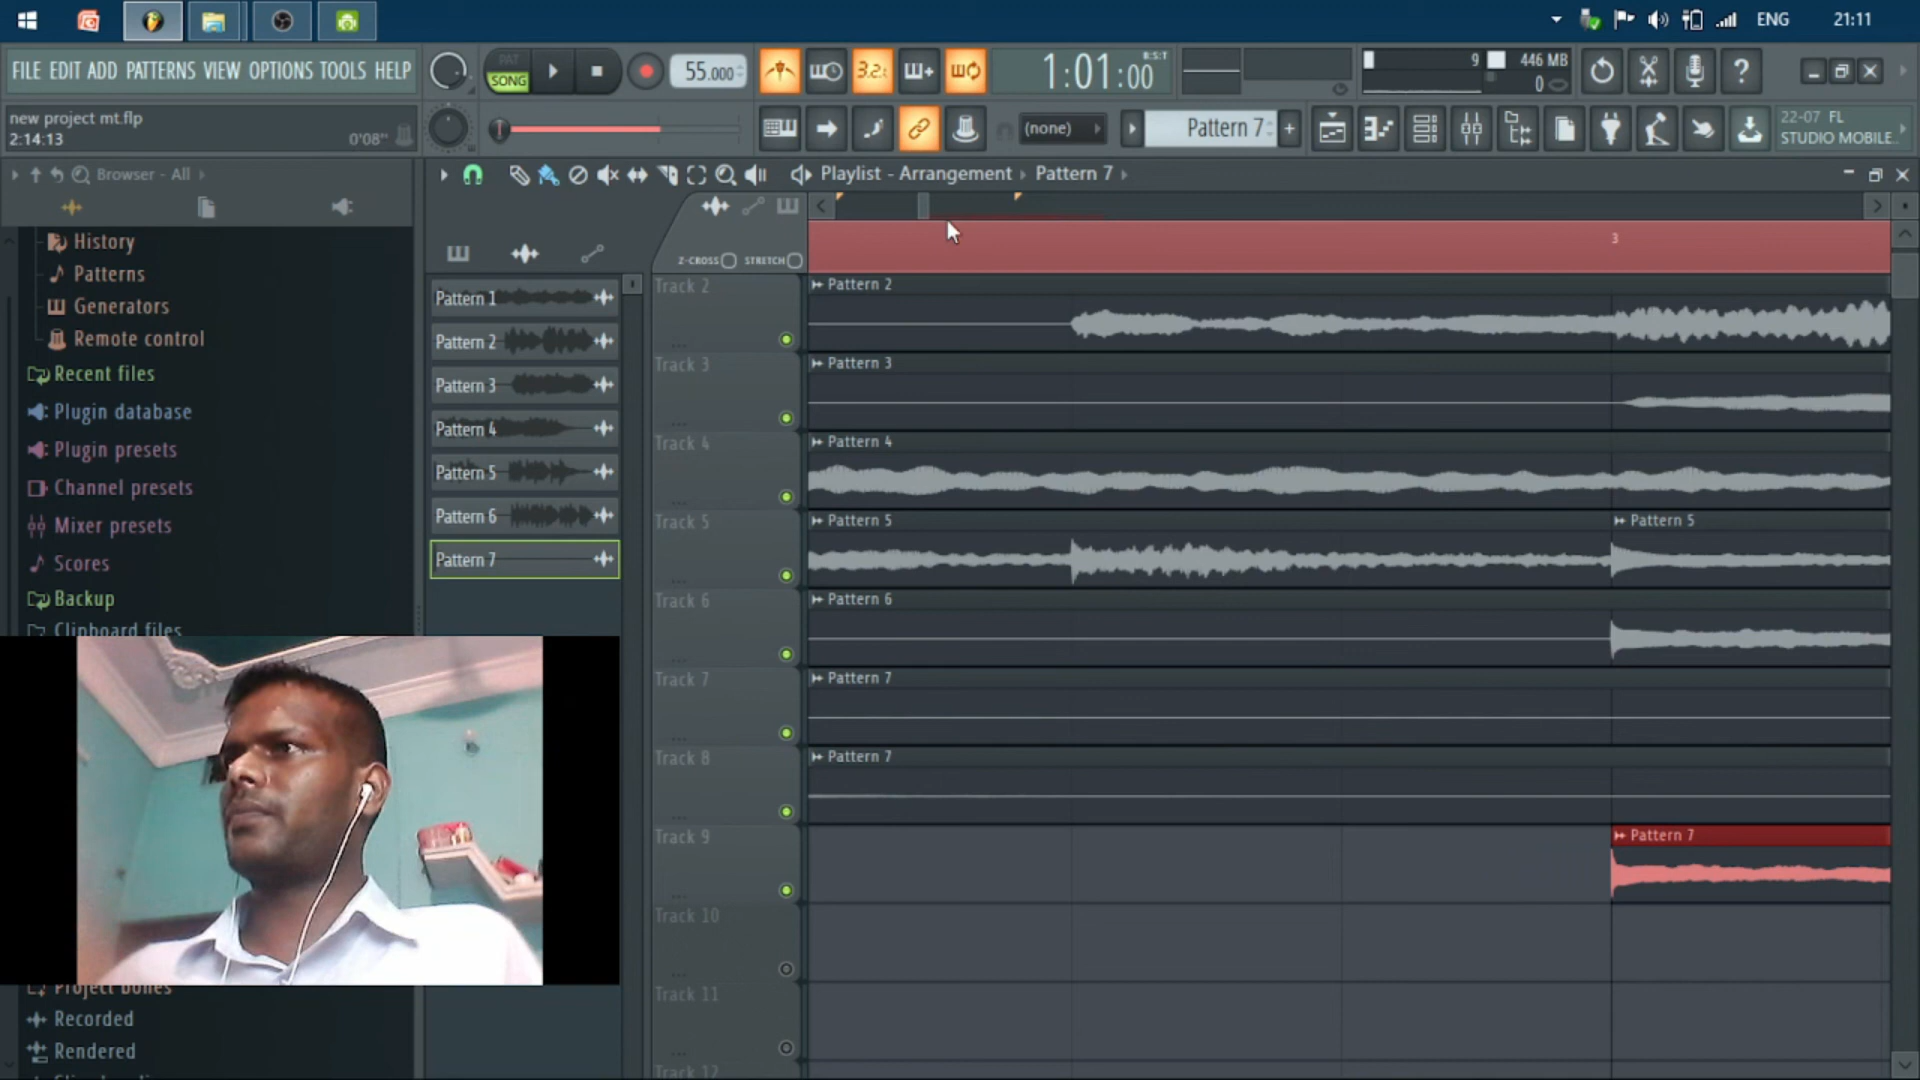 ENG
21:11
FILE EDIT ADD PATTERNS VIEW OPTIONS TOOLS HELP
PAT
SONG
55.000
3.2.
1:01:00
B:S:T
9
446 MB
0
?
new project mt.flp
2:14:13
0'08"
(none)
Pattern 7
+
22-07 FL
STUDIO MOBILE..
Browser - All
Playlist - Arrangement › Pattern 7 ›
History
Patterns
Generators
Remote control
Recent files
Plugin database
Plugin presets
Channel presets
Mixer presets
Scores
Backup
Clipboard files
Project bones
Recorded
Rendered
Pattern 1
Pattern 2
Pattern 3
Pattern 4
Pattern 5
Pattern 6
Pattern 7
Z-CROSS
STRETCH
3
Track 2
Pattern 2
Track 3
Pattern 3
Track 4
Pattern 4
Track 5
Pattern 5
Pattern 5
Track 6
Pattern 6
Track 7
Pattern 7
Track 8
Pattern 7
Track 9
Pattern 7
Track 10
Track 11
Track 12